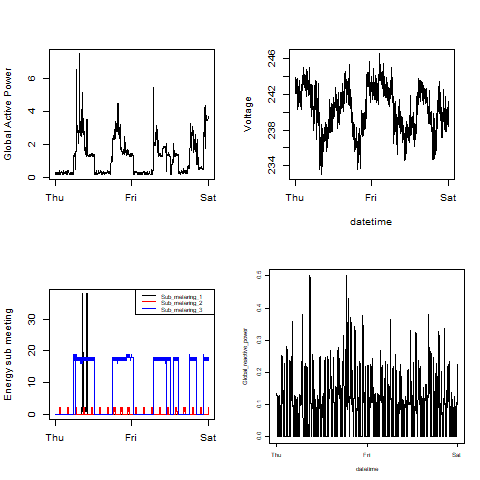 Global Active Power
6
4
2
0
Thu Fri Sat
Voltage
246
242
238
234
Thu Fri Sat
datetime
Energy sub meeting
30
20
10
0
Sub_metering_1
Sub_metering_2
Sub_metering_3
Thu Fri Sat
Global_reactive_power
0.5
0.4
0.3
0.2
0.1
0.0
Thu Fri Sat
datetime